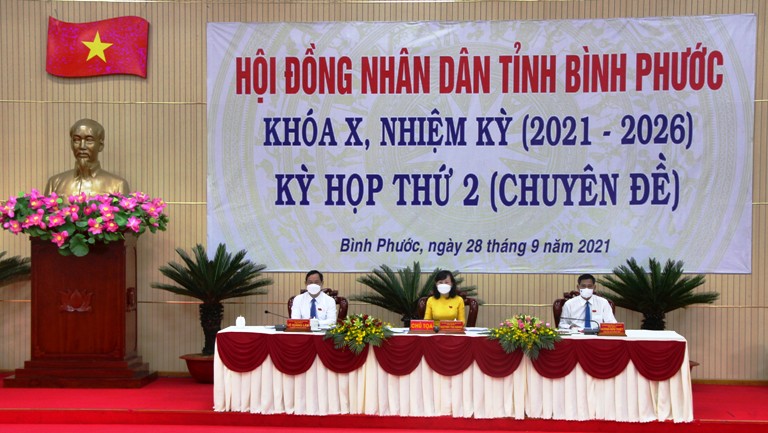 HỘI ĐỒNG NHÂN DÂN TỈNH BÌNH PHƯỚC
KHÓA X, NHIỆM KỲ (2021 - 2026)
KỲ HỌP THỨ 2 (CHUYÊN ĐỀ)
Bình Phước, ngày 28 tháng 9 năm 2021
CHỦ TỌA